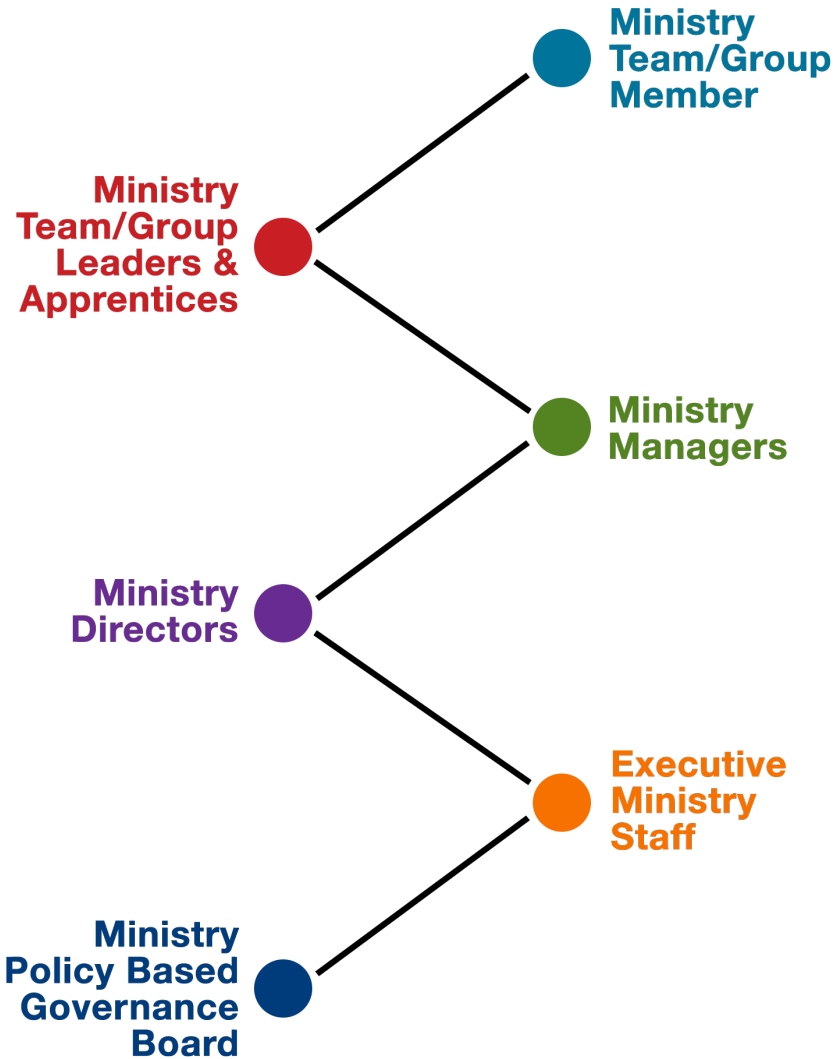 Ministry
Team/Group
Member
Ministry
Team/Group
Leaders &
Apprentices
Ministry
Managers
Ministry
Directors
Executive
Ministry
Staff
Ministry
Policy Based
Governance
Board